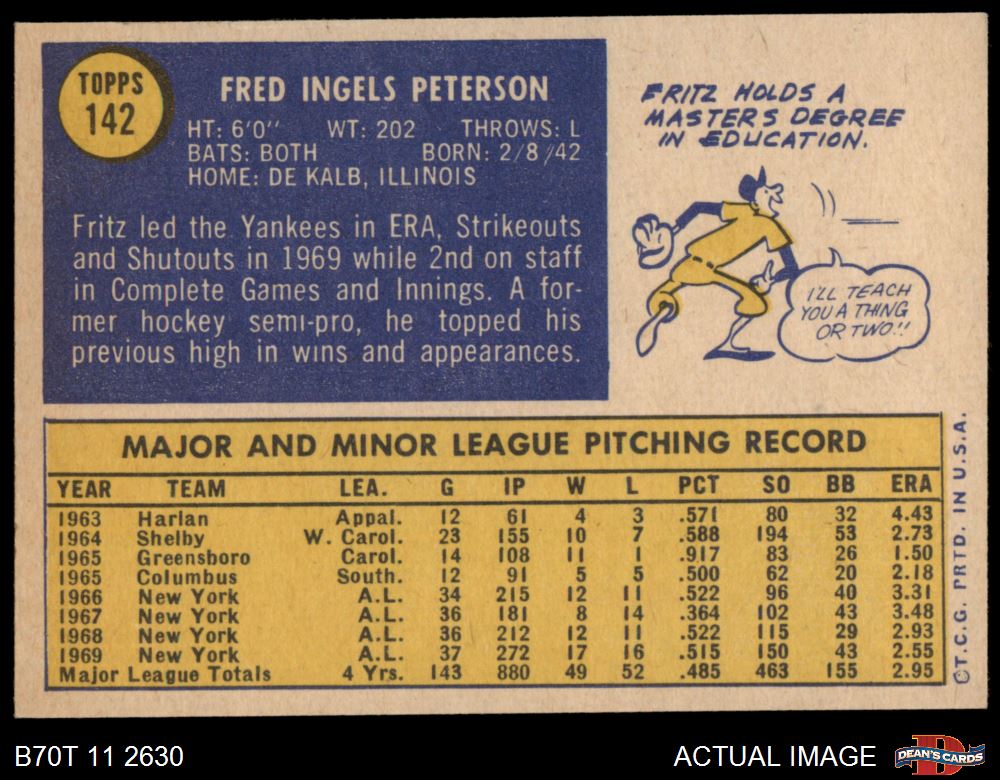 TOPPS
142
FRED INGELS PETERSON
HT: 6'0" WT: 202 THROWS: L
BATS: BOTH BORN: 2/8/42
HOME: DE KALB, ILLINOIS
Fritz led the Yankees in ERA, Strikeouts
and Shutouts in 1969 while 2nd on staff
in Complete Games and Innings. A for-
mer hockey semi-pro, he topped his
previous high in wins and appearances.
FRITZ HOLDS A
MASTER'S DEGREE
IN EDUCATION.
I'LL TEACH
YOU A THING
OR TWO!!
MAJOR AND MINOR LEAGUE PITCHING RECORD
YEAR TEAM LEA. G IP W L PCT SO BB ERA
1963 Harlan Appal. 12 61 4 3 .571 80 32 4.43
1964 Shelby W. Carol. 23 155 10 7 .588 194 53 2.73
1965 Greensboro Carol. 14 108 11 1 .917 83 26 1.50
1965 Columbus South. 12 91 5 5 .500 62 20 2.18
1966 New York A.L. 34 215 12 11 .522 96 40 3.31
1967 New York A.L. 36 181 8 14 .364 102 43 3.48
1968 New York A.L. 36 212 12 11 .522 115 29 2.93
1969 New York A.L. 37 272 17 16 .515 150 43 2.55
Major League Totals 4 Yrs. 143 880 49 52 .485 463 155 2.95
©T.C.G. PRTD. IN U.S.A.
B70T 11 2630
ACTUAL IMAGE
D
DEAN'S CARDS